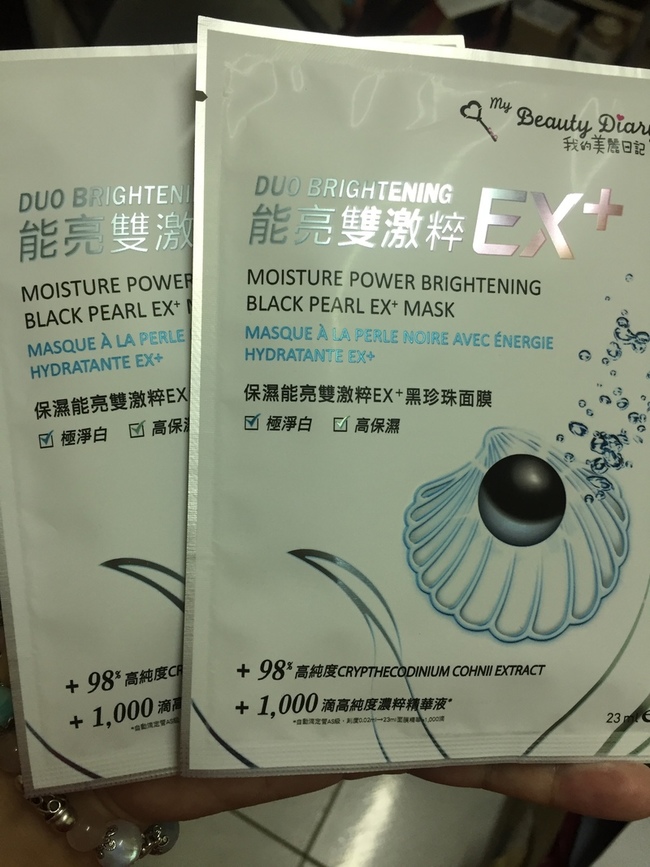 My
Beauty Diary
我的美麗日記
DUO BRIGHTENING
能亮雙激粹 EX+
MOISTURE POWER BRIGHTENING
BLACK PEARL EX+ MASK
MASQUE À LA PERLE NOIRE AVEC ÉNERGIE
HYDRATANTE EX+
保濕能亮雙激粹EX+黑珍珠面膜
極淨白 高保濕
+ 98% 高純度CRYPTHECODINIUM COHNII EXTRACT
+ 1,000 滴高純度濃粹精華液*
23 ml
DUO BRIGHTENI
能亮雙激
MOISTURE POWER
BLACK PEARL EX+
MASQUE À LA PERLE
HYDRATANTE EX+
保濕能亮雙激粹EX
極淨白 高保
+ 98% 高純度CR
+ 1,000 滴高